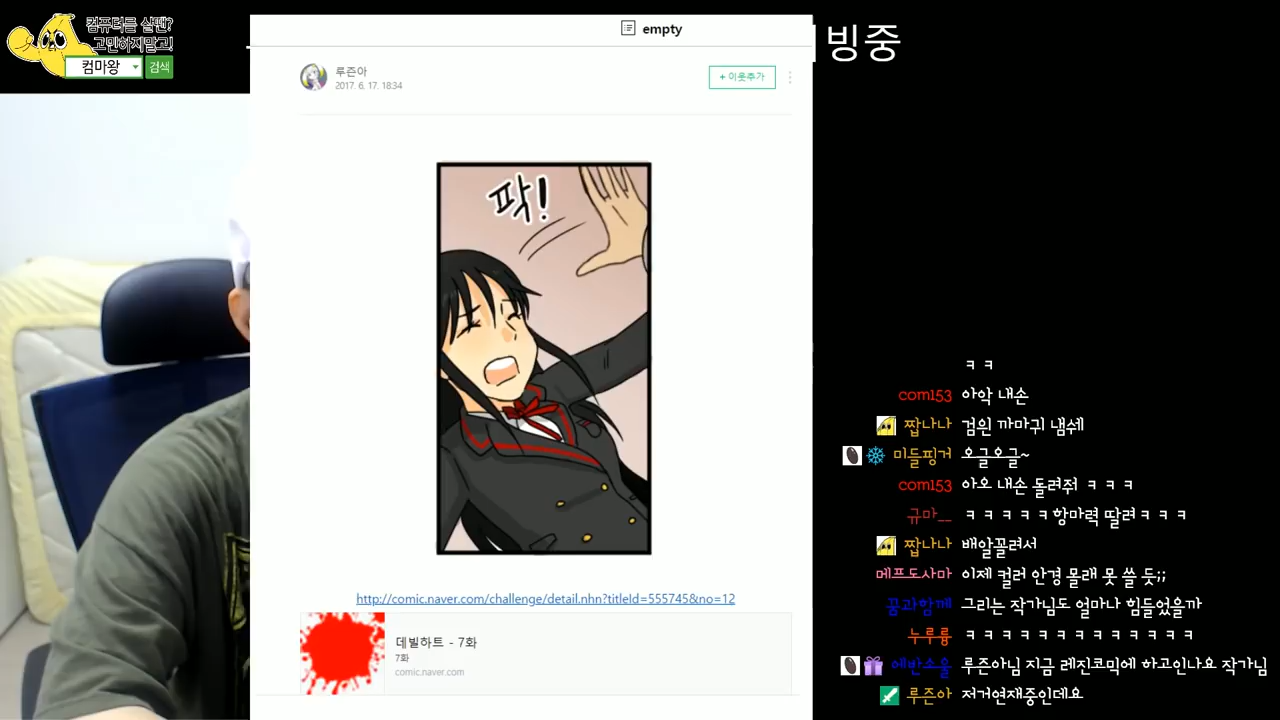 컴퓨터를 살땐?
고민하지말고!
컴마왕
검색
empty
빙중
루즌아
2017. 6. 17. 18:34
+ 이웃추가
팍!
http://comic.naver.com/challenge/detail.nhn?titleId=555745&no=12
데빌하트 - 7화
7화
comic.naver.com
ㅋㅋ
com153 아악 내손
짭나나 검읜 까마귀 냄쉐
미들핑거 오글오글~
com153 아오 내손 돌려줘 ㅋㅋㅋ
규마__ ㅋㅋㅋㅋㅋ항마력 딸려ㅋㅋㅋ
짭나나 배알꼴려서
메프도사마 이제 컬러 안경 몰래 못 쓸 듯;;
꿈과함께 그리는 작가님도 얼마나 힘들었을까
누루룽 ㅋㅋㅋㅋㅋㅋㅋㅋㅋㅋㅋㅋ
에반소울 루즌아님 지금 레진코믹에 하고인나요 작가님
루즌아 저거연재중인데요